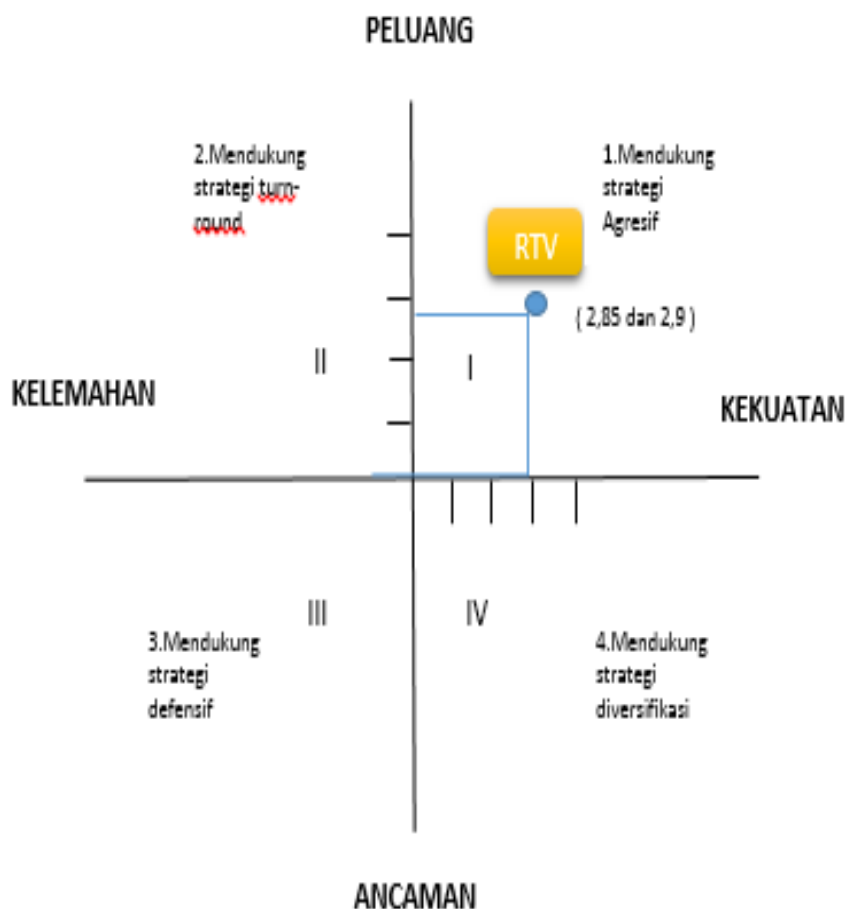 PELUANG
2.Mendukung
strategi turn-
round
1.Mendukung
strategi
Agresif
RTV
( 2,85 dan 2,9 )
II
I
KELEMAHAN
KEKUATAN
III
IV
3.Mendukung
strategi
defensif
4.Mendukung
strategi
diversifikasi
ANCAMAN